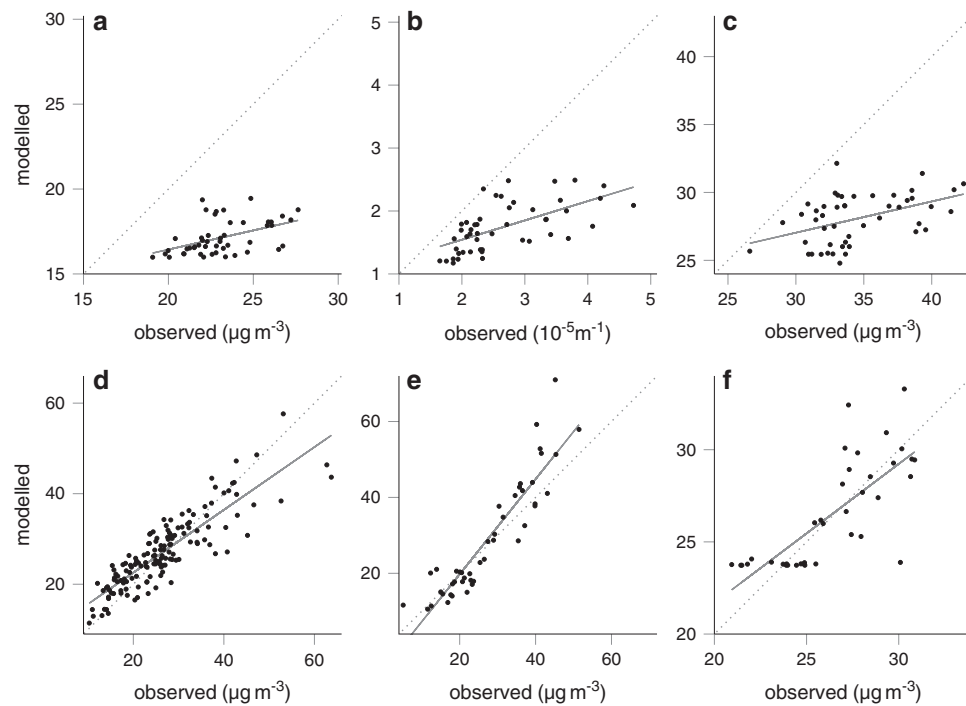 a b c
30 5 40
25 4 35
modelled
20 3 30
2
15 1 25
15 20 25 30 1 2 3 4 5 25 30 35 40
observed (µg m-3) observed (10-5m-1) observed (µg m-3)
d e f
60 60 30
modelled
40 40 25
20 20
20
20 40 60 20 40 60 20 25 30
observed (µg m-3) observed (µg m-3) observed (µg m-3)